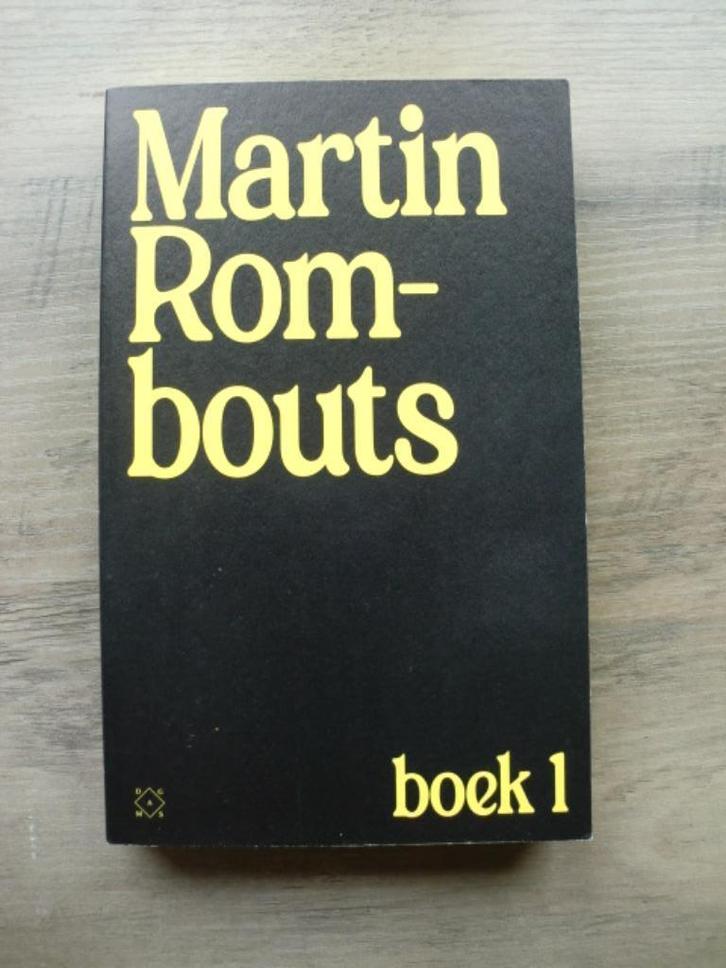 Martin
Rom-
bouts
boek 1
D G
A
M S